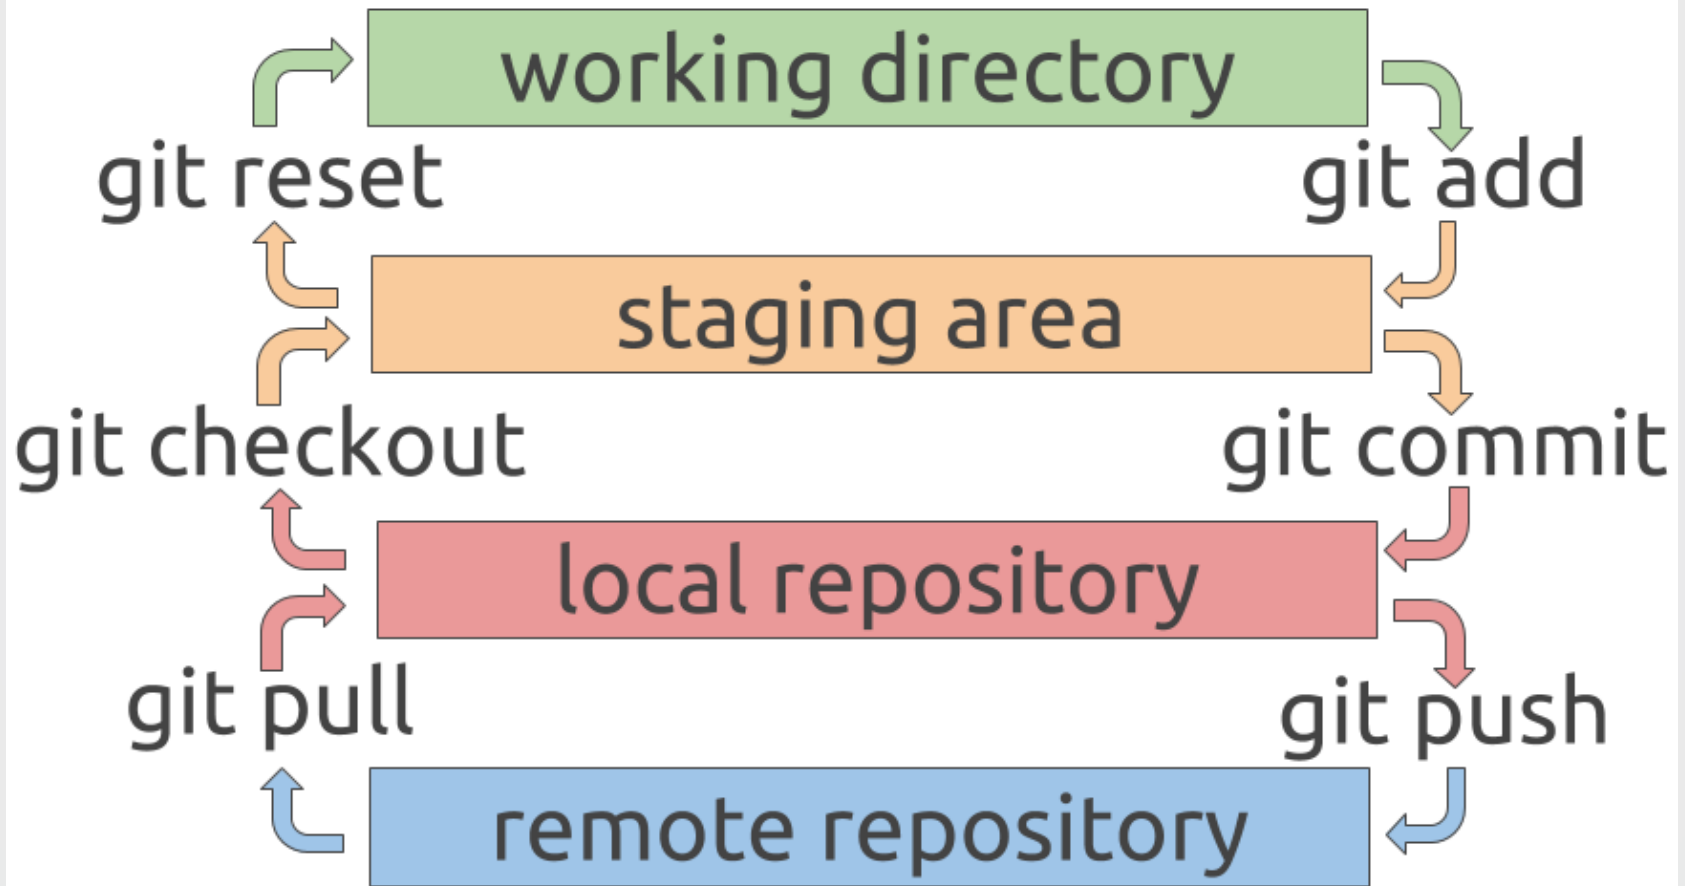 working directory
git reset
git add
staging area
git checkout
git commit
local repository
git pull
git push
remote repository